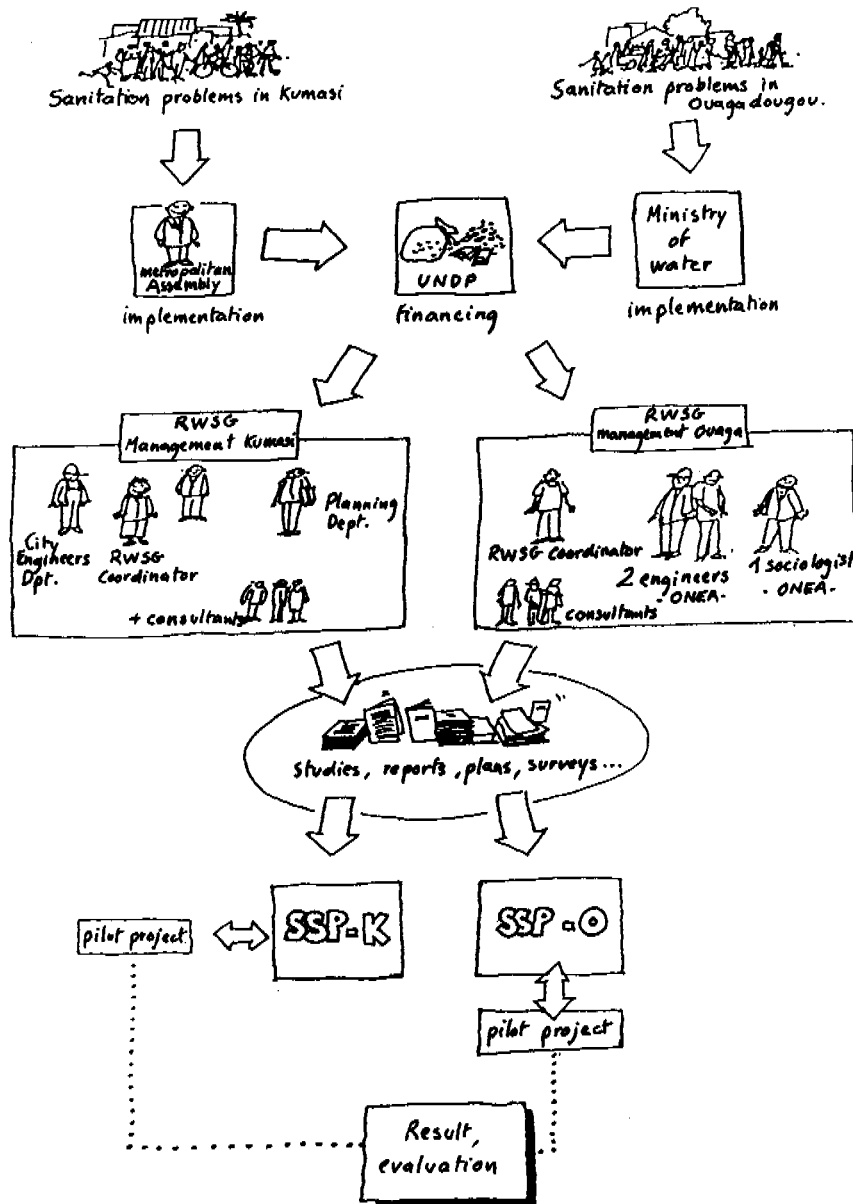 Sanitation problems in Kumasi
Sanitation problems in
Ouagadougou.
metropolitan
Assembly
implementation
UNDP
Financing
Ministry
of
water
implementation
RWSG
Management Kumasi
City
Engineers
Dpt.
RWSG
Coordinator
Planning
Dept.
+ consultants
RWSG
management Ouaga
RWSG Coordinator
consultants
2 engineers
- ONEA -
1 sociologist
- ONEA -
Studies, reports, plans, surveys...
SSP-K
SSP-O
pilot project
pilot project
Result,
evaluation